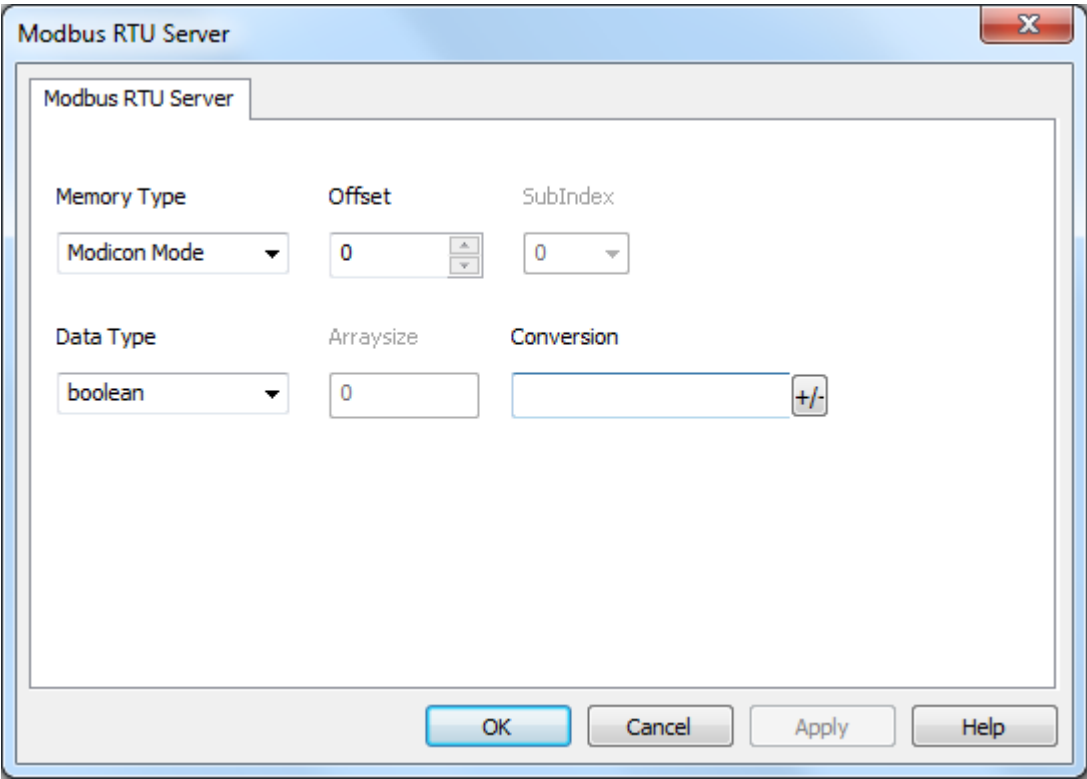 Modbus RTU Server
Modbus RTU Server
Memory Type Offset SubIndex
Modicon Mode 0 0
Data Type Arraysize Conversion
boolean 0 +/-
OK Cancel Apply Help